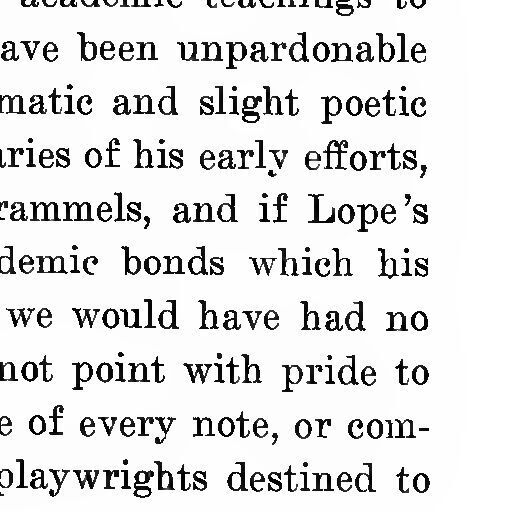 academic teachings to
ave been unpardonable
matic and slight poetic
aries of his early efforts,
rammels, and if Lope's
demic bonds which his
we would have had no
not point with pride to
e of every note, or com-
playwrights destined to